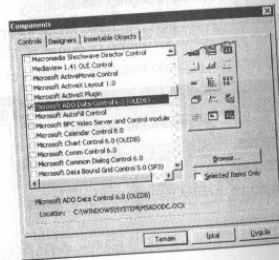 Components
Controls Designers Insertable Objects
Macromedia Shockwave Director Control
Mediaview 1.41 OLE Control
Microsoft ActiveMovie Control
Microsoft ActiveX Layout 1.0
Microsoft ActiveX Plugin
Microsoft ADO Data Control 6.0 (OLEDB)
Microsoft AutoFill Control
Microsoft BPC Video Server and Control module
Microsoft Calendar Control 8.0
Microsoft Chart Control 6.0 (OLEDB)
Microsoft Comm Control 6.0
Microsoft Common Dialog Control 6.0
Microsoft Data Bound Grid Control 5.0 (SP3)
Browse...
Selected Items Only
Microsoft ADO Data Control 6.0 (OLEDB)
Location: C:\WINDOWS\SYSTEM\MSADODC.OCX
Tamam İptal Uygula